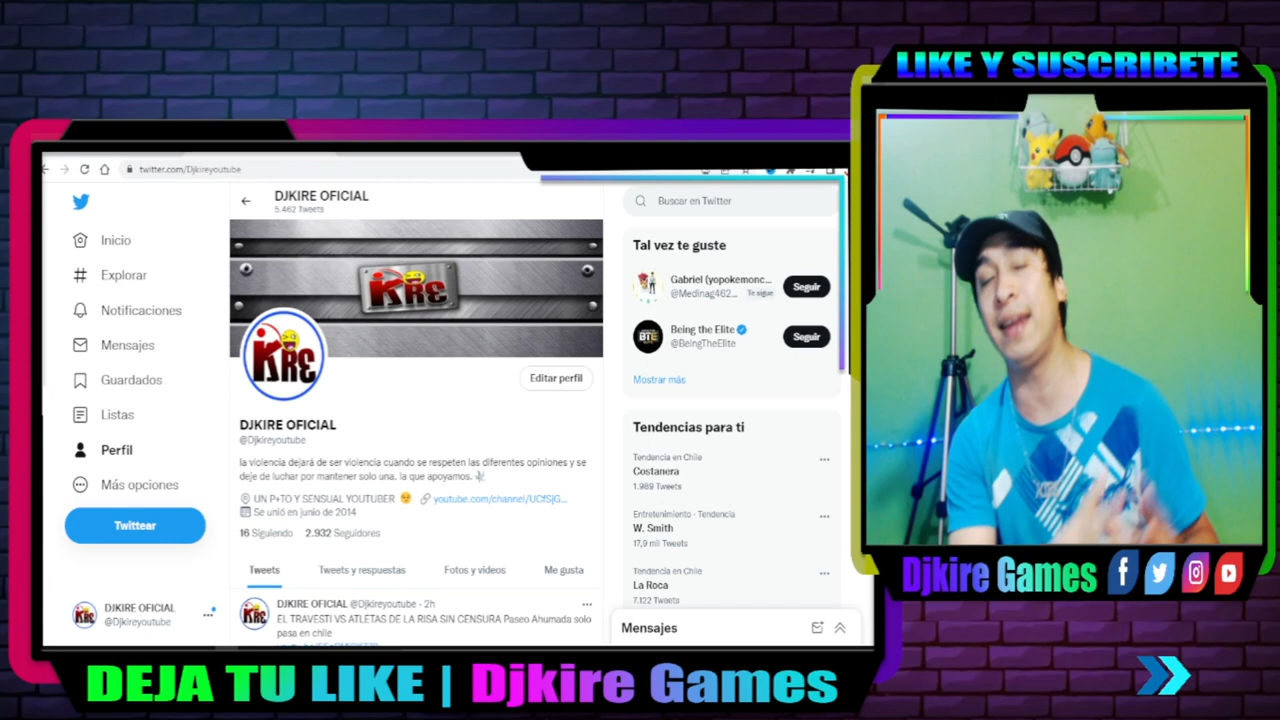 LIKE Y SUSCRIBETE
twitter.com/Djkireyoutube
DJKIRE OFICIAL
5.462 Tweets
Buscar en Twitter
Inicio
Explorar
Notificaciones
Mensajes
Guardados
Listas
Perfil
Más opciones
Twittear
DJKIRE OFICIAL
@Djkireyoutube
KRE
KRE
Editar perfil
DJKIRE OFICIAL
@Djkireyoutube
la violencia dejará de ser violencia cuando se respeten las diferentes opiniones y se
deje de luchar por mantener solo una. la que apoyamos.
UN P+TO Y SENSUAL YOUTUBER youtube.com/channel/UCfSjG...
Se unió en junio de 2014
16 Siguiendo 2.932 Seguidores
Tweets Tweets y respuestas Fotos y videos Me gusta
DJKIRE OFICIAL @Djkireyoutube · 2h
EL TRAVESTI VS ATLETAS DE LA RISA SIN CENSURA Paseo Ahumada solo
pasa en chile
Tal vez te guste
Gabriel (yopokemonc...
@Medinag462... Te sigue
Seguir
Being the Elite
@BeingTheElite
Seguir
BTE
Mostrar más
Tendencias para ti
Tendencia en Chile
Costanera
1.989 Tweets
Entretenimiento · Tendencia
W. Smith
17,9 mil Tweets
Tendencia en Chile
La Roca
7.122 Tweets
Mensajes
Djkire Games
DEJA TU LIKE | Djkire Games